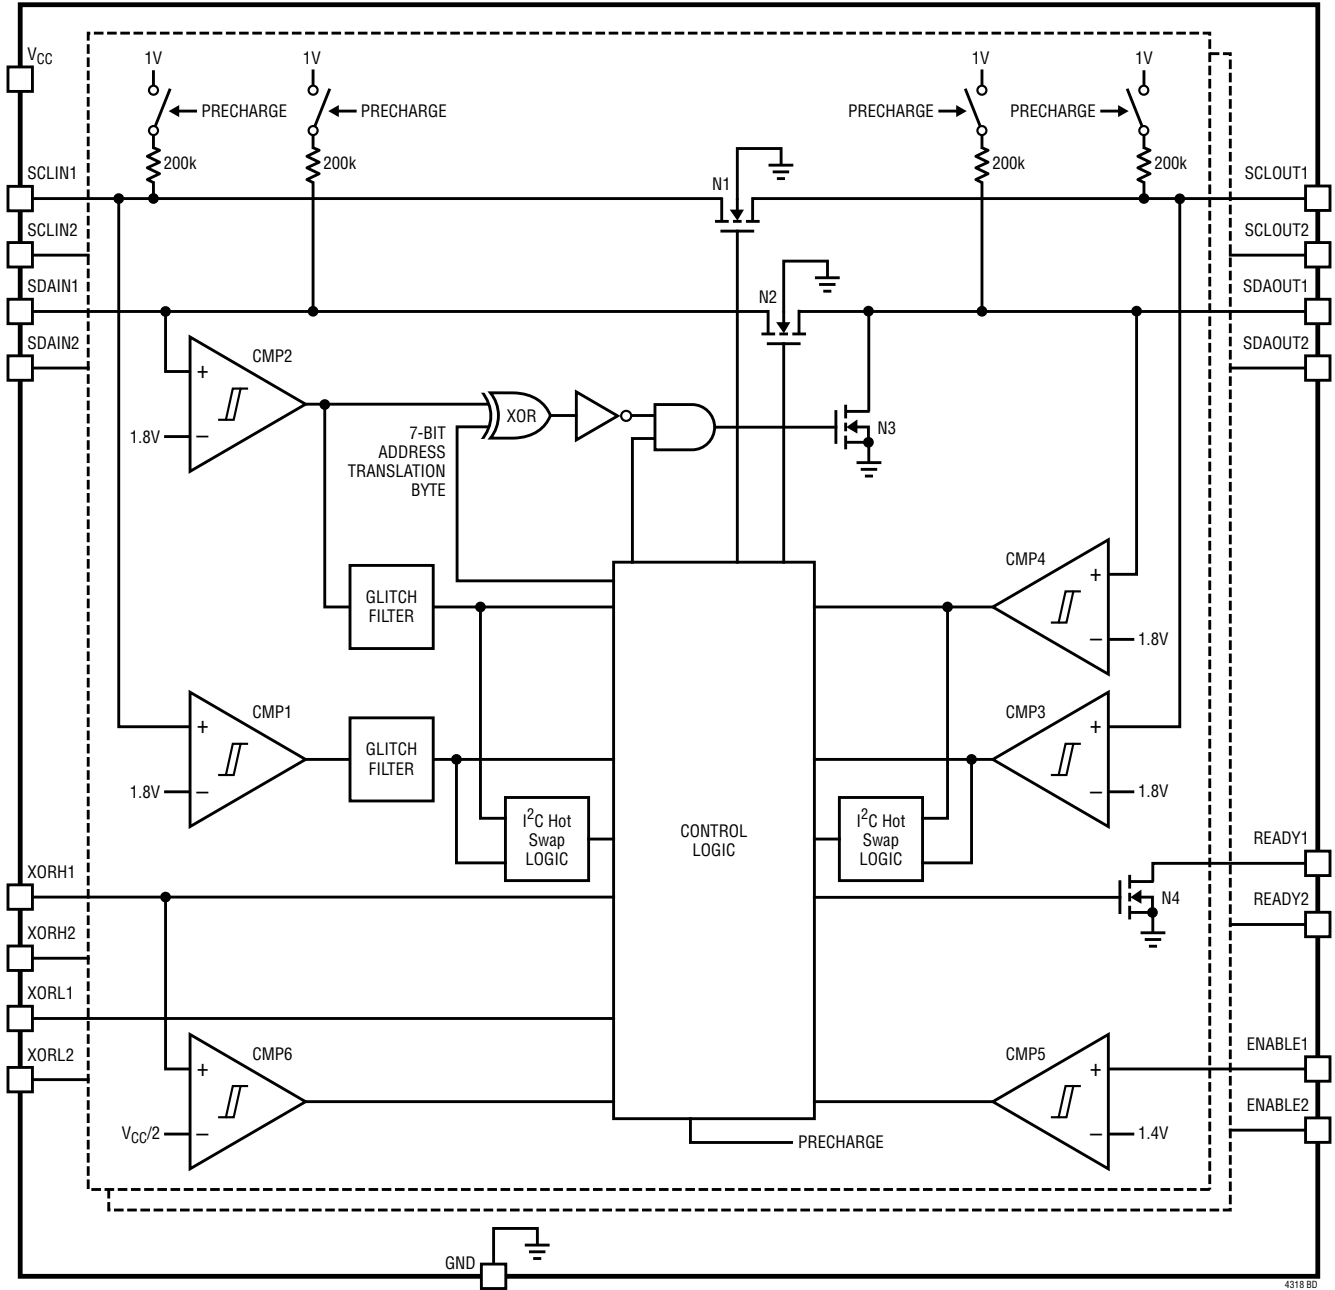 VCC
1V
1V
1V
1V
PRECHARGE
PRECHARGE
PRECHARGE
PRECHARGE
200k
200k
200k
200k
SCLIN1
N1
SCLOUT1
SCLIN2
SCLOUT2
SDAIN1
N2
SDAOUT1
SDAIN2
SDAOUT2
CMP2
+
1.8V
–
XOR
7-BIT
ADDRESS
TRANSLATION
BYTE
N3
CMP4
+
–
1.8V
GLITCH
FILTER
CMP1
+
1.8V
–
GLITCH
FILTER
CMP3
+
–
1.8V
I2C Hot
Swap
LOGIC
CONTROL
LOGIC
I2C Hot
Swap
LOGIC
READY1
XORH1
N4
READY2
XORH2
XORL1
XORL2
CMP6
+
VCC/2
–
CMP5
+
–
1.4V
ENABLE1
ENABLE2
PRECHARGE
GND
4318 BD